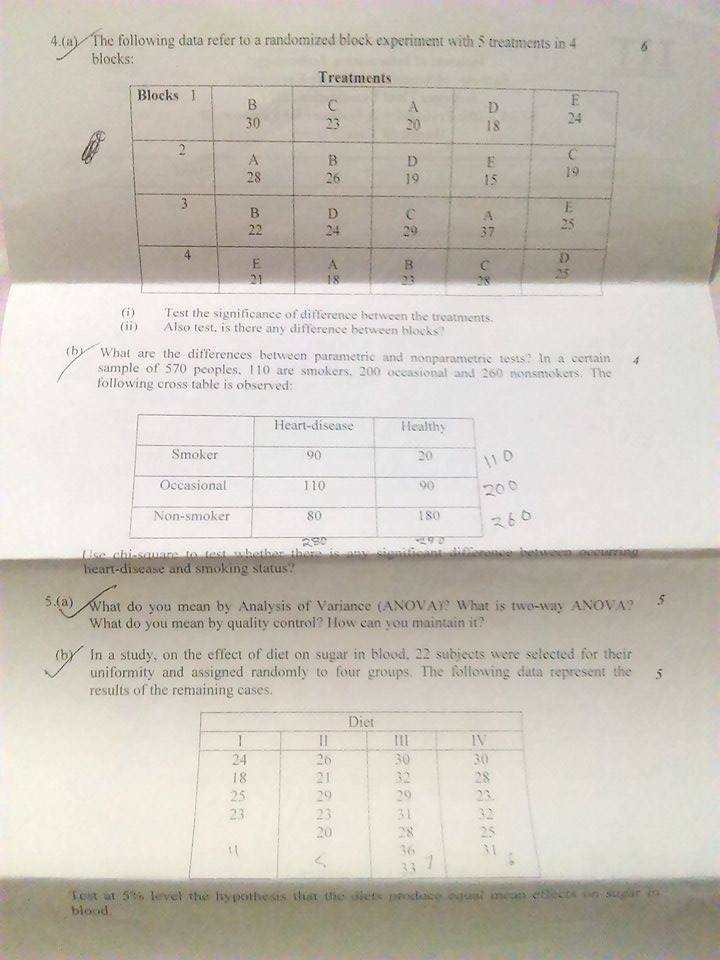 4.(a) The following data refer to a randomized block experiment with 5 treatments in 4 6
blocks:
Treatments
Blocks 1 B C A D E
30 23 20 18 24
2 A B D E C
28 26 19 15 19
3 B D C A E
22 24 29 37 25
4 E A B C D
21 18 23 28 25
(i) Test the significance of difference between the treatments.
(ii) Also test, is there any difference between blocks?
(b) What are the differences between parametric and nonparametric tests? In a certain 4
sample of 570 peoples, 110 are smokers, 200 occasional and 260 nonsmokers. The
following cross table is observed:
Heart-disease Healthy
Smoker 90 20 110
Occasional 110 90 200
Non-smoker 80 180 260
280 290
Use chi-square to test whether there is any significant difference between occurring
heart-disease and smoking status?
5.(a) What do you mean by Analysis of Variance (ANOVA)? What is two-way ANOVA? 5
What do you mean by quality control? How can you maintain it?
(b) In a study, on the effect of diet on sugar in blood, 22 subjects were selected for their
uniformity and assigned randomly to four groups. The following data represent the 5
results of the remaining cases.
Diet
I II III IV
24 26 30 30
18 21 32 28
25 29 29 23
23 23 31 32
20 28 25
4 36 31
5 33 7 6
Test at 5% level the hypothesis that the diets produce equal mean effects on sugar in
blood.